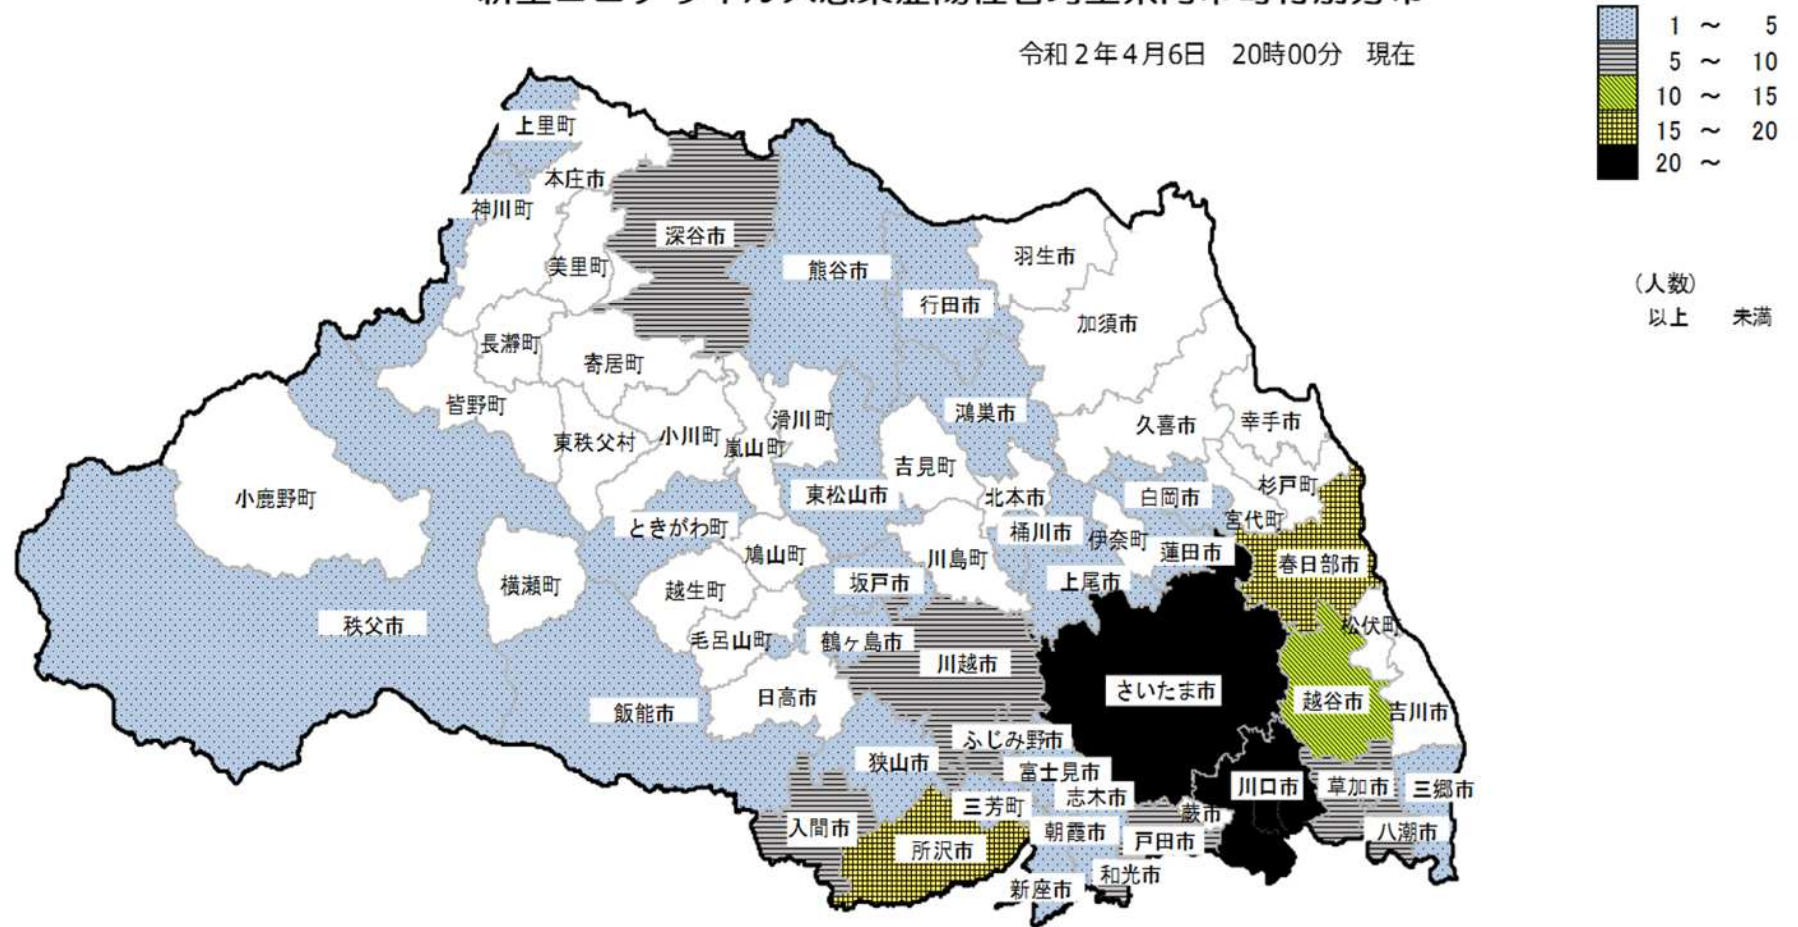 令和2年4月6日　20時00分　現在
1 ～ 5
5 ～ 10
10 ～ 15
15 ～ 20
20 ～
(人数)
以上　未満
上里町
本庄市
神川町
深谷市
美里町
熊谷市
羽生市
行田市
加須市
長瀞町
寄居町
皆野町
滑川町
鴻巣市
久喜市
幸手市
東秩父村
小川町
嵐山町
吉見町
小鹿野町
東松山市
北本市
白岡市
杉戸町
ときがわ町
桶川市
伊奈町
宮代町
鳩山町
川島町
蓮田市
春日部市
横瀬町
越生町
坂戸市
上尾市
秩父市
毛呂山町
鶴ヶ島市
松伏町
川越市
さいたま市
日高市
越谷市
飯能市
吉川市
ふじみ野市
狭山市
富士見市
川口市
草加市
三郷市
三芳町
志木市
蕨市
入間市
朝霞市
戸田市
八潮市
所沢市
和光市
新座市